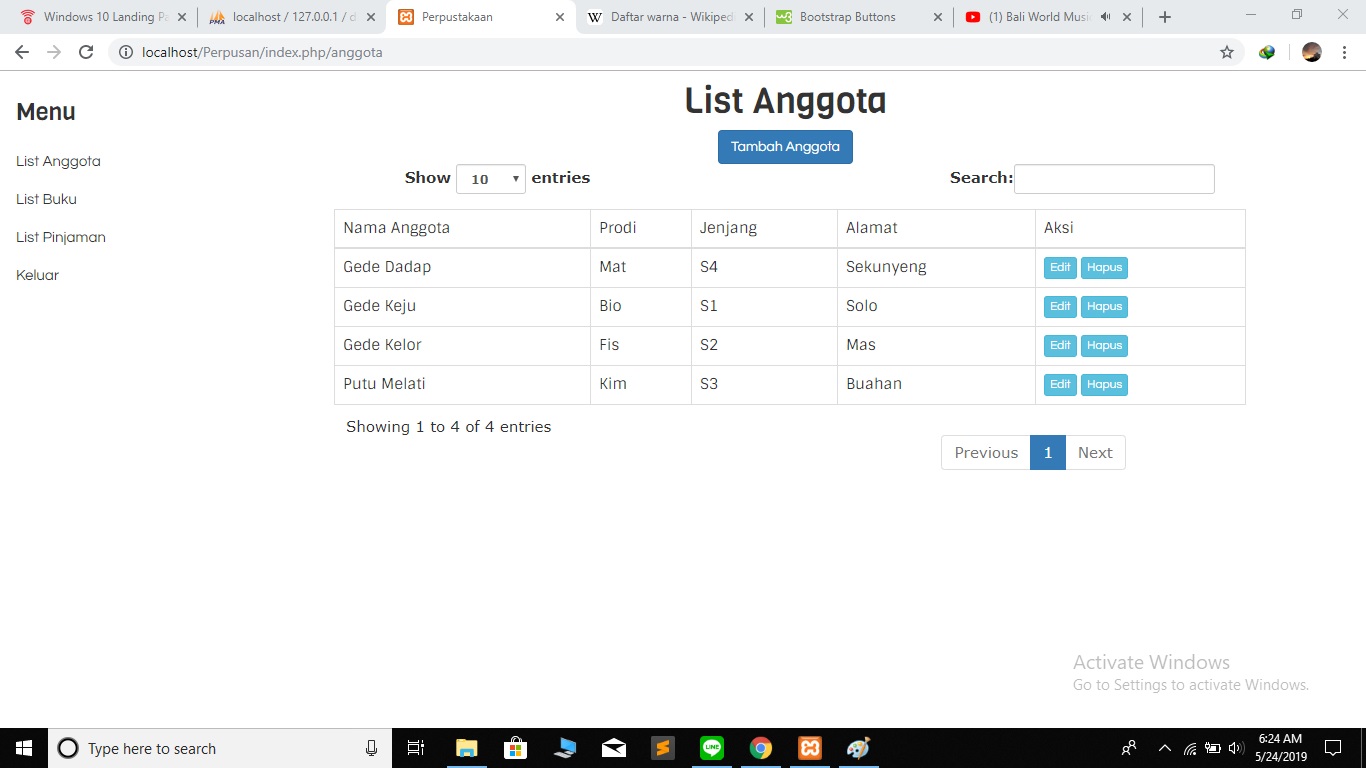 Windows 10 Landing Pa
localhost / 127.0.0.1 / d
Perpustakaan
Daftar warna - Wikiped
Bootstrap Buttons
(1) Bali World Musi
localhost/Perpusan/index.php/anggota
Menu
List Anggota
List Buku
List Pinjaman
Keluar
List Anggota
Tambah Anggota
Show 10 entries
Search:
Nama Anggota Prodi Jenjang Alamat Aksi
Gede Dadap Mat S4 Sekunyeng Edit Hapus
Gede Keju Bio S1 Solo Edit Hapus
Gede Kelor Fis S2 Mas Edit Hapus
Putu Melati Kim S3 Buahan Edit Hapus
Showing 1 to 4 of 4 entries
Previous 1 Next
Activate Windows
Go to Settings to activate Windows.
Type here to search
6:24 AM
5/24/2019